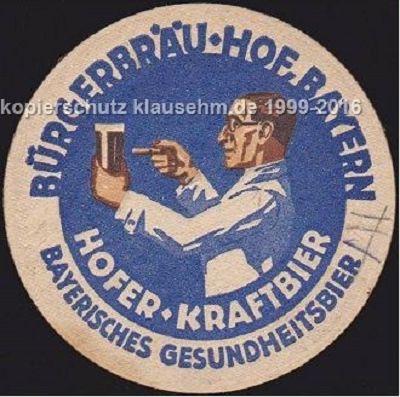 BÜRGERBRÄU · HOF, BAYERN
kopierschutz klausehm.de 1999-2016
HOFER · KRAFTBIER
BAYERISCHES GESUNDHEITSBIER